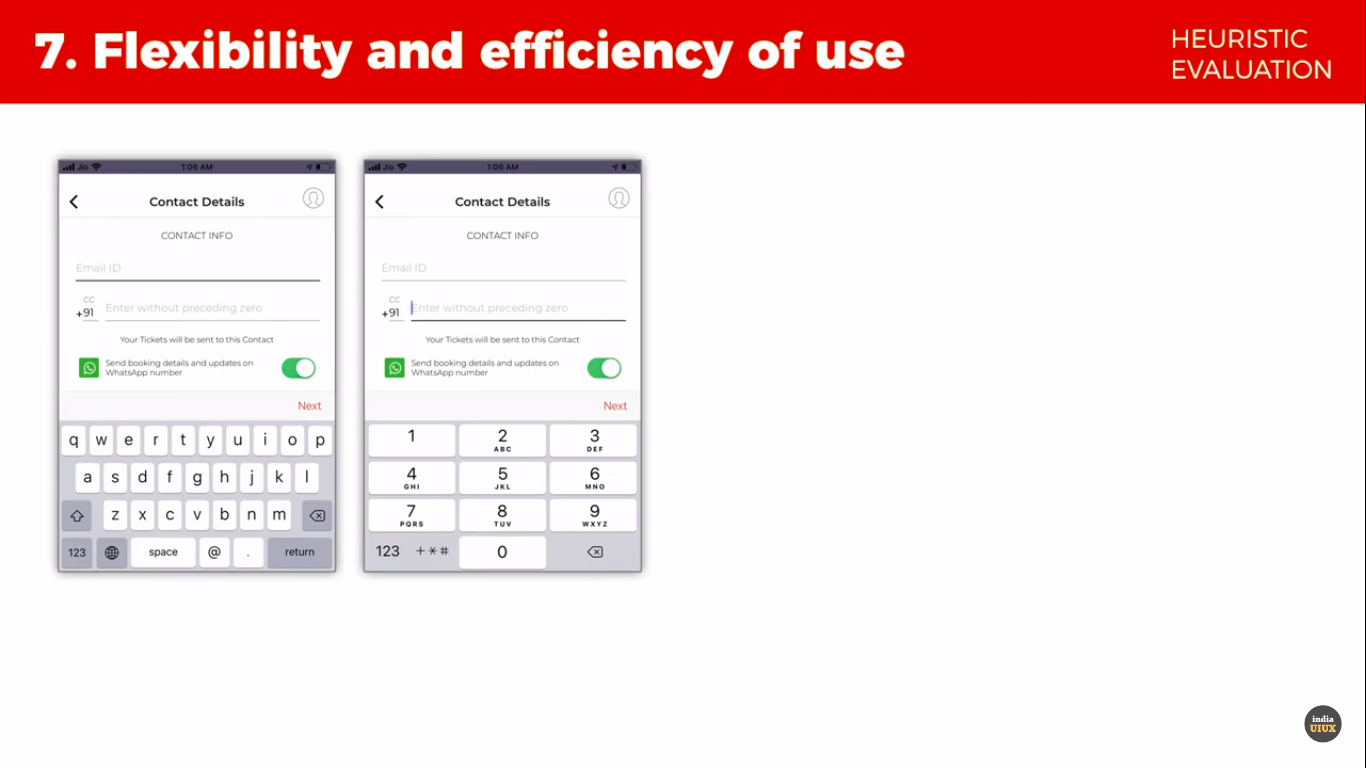 7. Flexibility and efficiency of use
HEURISTIC
EVALUATION
Jio
1:06 AM
Contact Details
CONTACT INFO
Email ID
CC
+91
Enter without preceding zero
Your Tickets will be sent to this Contact
Send booking details and updates on
WhatsApp number
Next
q w e r t y u i o p
a s d f g h j k l
z x c v b n m
123
space
@
.
return
Jio
1:06 AM
Contact Details
CONTACT INFO
Email ID
CC
+91
Enter without preceding zero
Your Tickets will be sent to this Contact
Send booking details and updates on
WhatsApp number
Next
1 2 3
ABC DEF
4 5 6
GHI JKL MNO
7 8 9
PQRS TUV WXYZ
123 +*# 0
india
UIUX